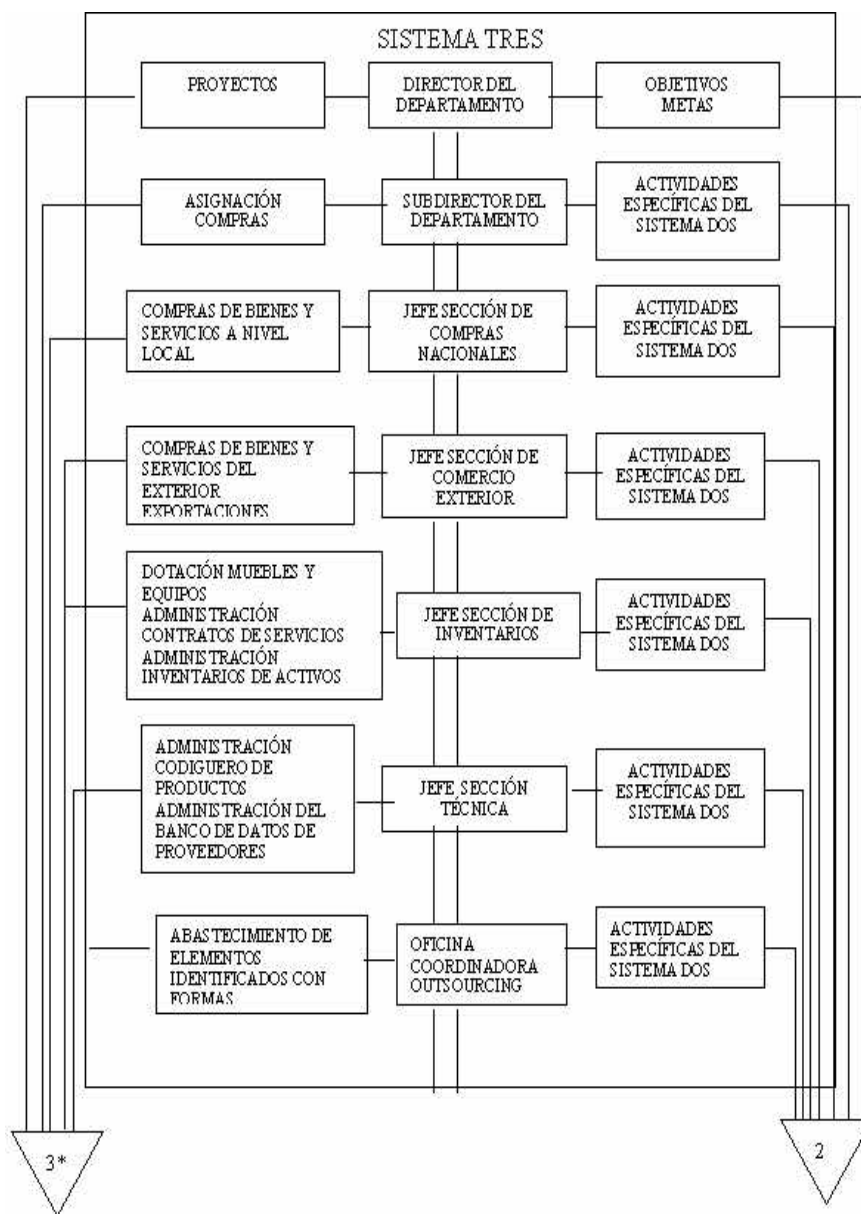 SISTEMA TRES
PROYECTOS
DIRECTOR DEL
DEPARTAMENTO
OBJETIVOS
METAS
ASIGNACIÓN
COMPRAS
SUBDIRECTOR DEL
DEPARTAMENTO
ACTIVIDADES
ESPECÍFICAS DEL
SISTEMA DOS
COMPRAS DE BIENES Y
SERVICIOS A NIVEL
LOCAL
JEFE SECCIÓN DE
COMPRAS
NACIONALES
ACTIVIDADES
ESPECÍFICAS DEL
SISTEMA DOS
COMPRAS DE BIENES Y
SERVICIOS DEL
EXTERIOR
EXPORTACIONES
JEFE SECCIÓN DE
COMERCIO
EXTERIOR
ACTIVIDADES
ESPECÍFICAS DEL
SISTEMA DOS
DOTACIÓN MUEBLES Y
EQUIPOS
ADMINISTRACIÓN
CONTRATOS DE SERVICIOS
ADMINISTRACIÓN
INVENTARIOS DE ACTIVOS
JEFE SECCIÓN DE
INVENTARIOS
ACTIVIDADES
ESPECÍFICAS DEL
SISTEMA DOS
ADMINISTRACIÓN
CODIGUERO DE
PRODUCTOS
ADMINISTRACIÓN DEL
BANCO DE DATOS DE
PROVEEDORES
JEFE SECCIÓN
TÉCNICA
ACTIVIDADES
ESPECÍFICAS DEL
SISTEMA DOS
ABASTECIMIENTO DE
ELEMENTOS
IDENTIFICADOS CON
FORMAS
OFICINA
COORDINADORA
OUTSOURCING
ACTIVIDADES
ESPECÍFICAS DEL
SISTEMA DOS
3*
2